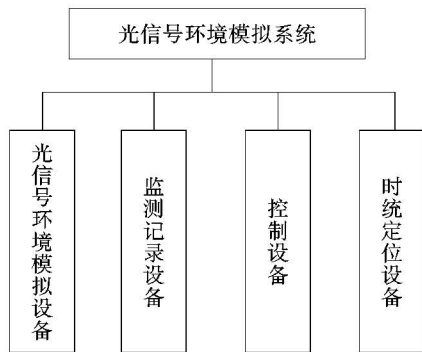 光信号环境模拟系统
光信号环境模拟设备
监测记录设备
控制设备
时统定位设备